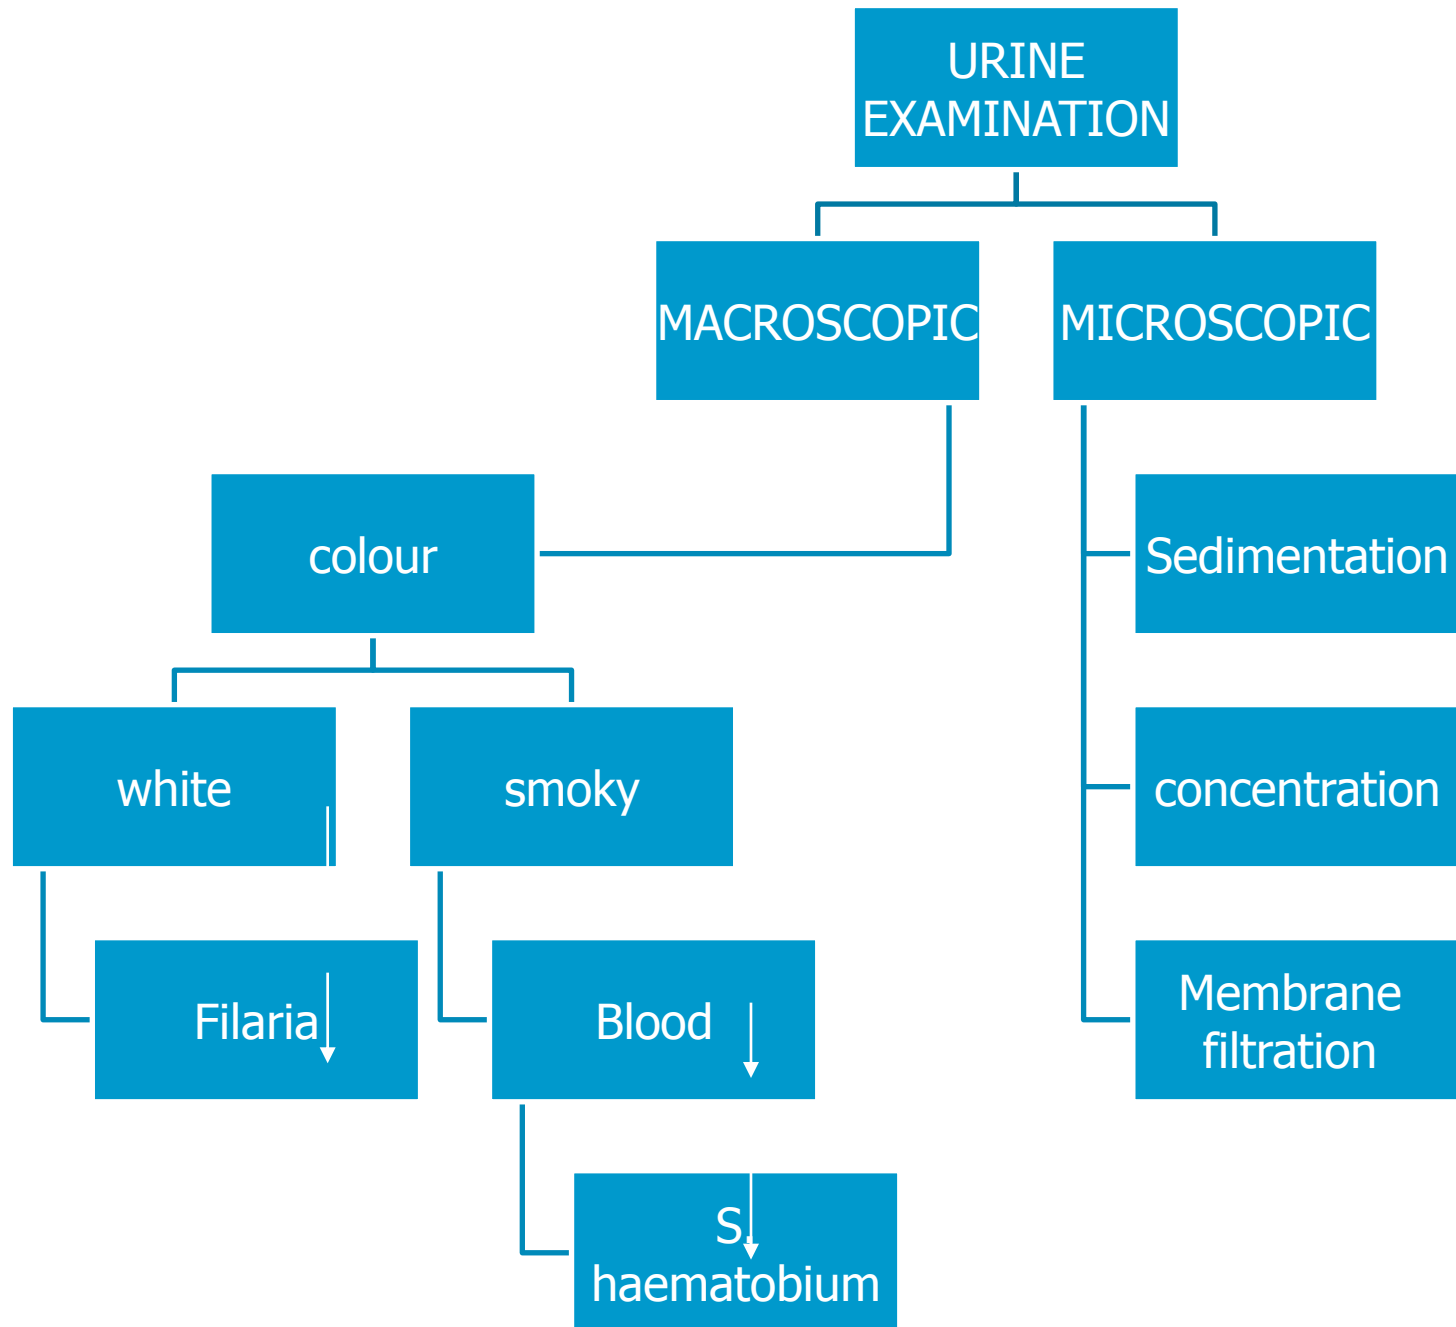 URINE
EXAMINATION
MACROSCOPIC
MICROSCOPIC
colour
Sedimentation
white
smoky
concentration
Filaria
Blood
Membrane
filtration
S.
haematobium